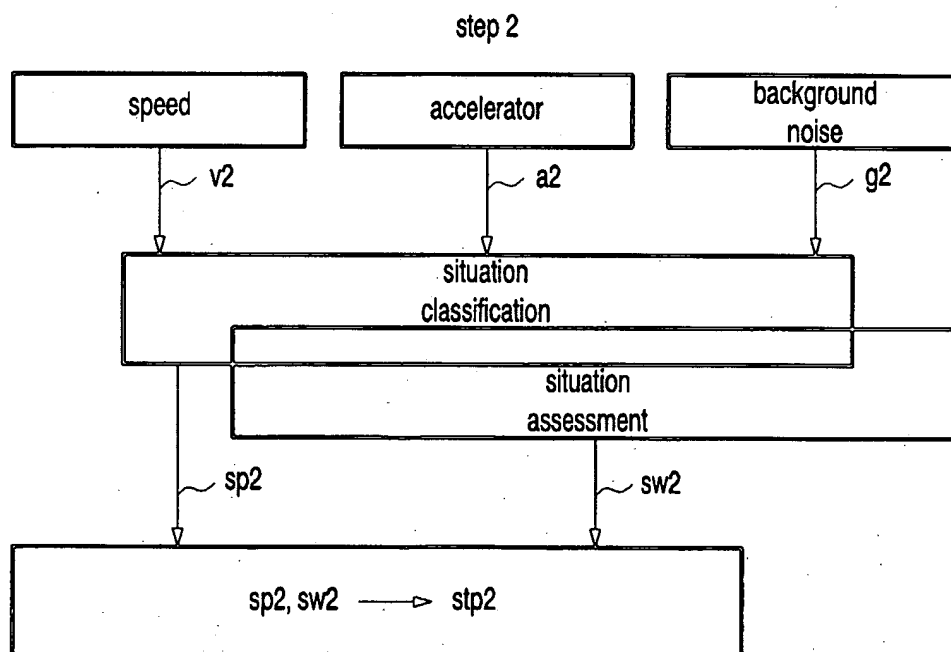 step 2
speed
accelerator
background
noise
v2
a2
g2
situation
classification
situation
assessment
sp2
sw2
sp2, sw2 → stp2